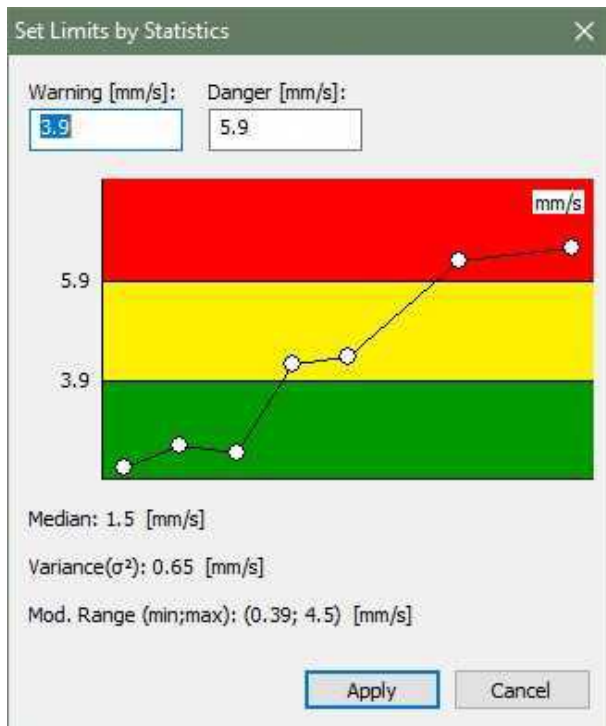 Set Limits by Statistics
Warning [mm/s]: Danger [mm/s]:
3.9 5.9
mm/s
5.9
3.9
Median: 1.5 [mm/s]
Variance(σ²): 0.65 [mm/s]
Mod. Range (min;max): (0.39; 4.5) [mm/s]
Apply Cancel